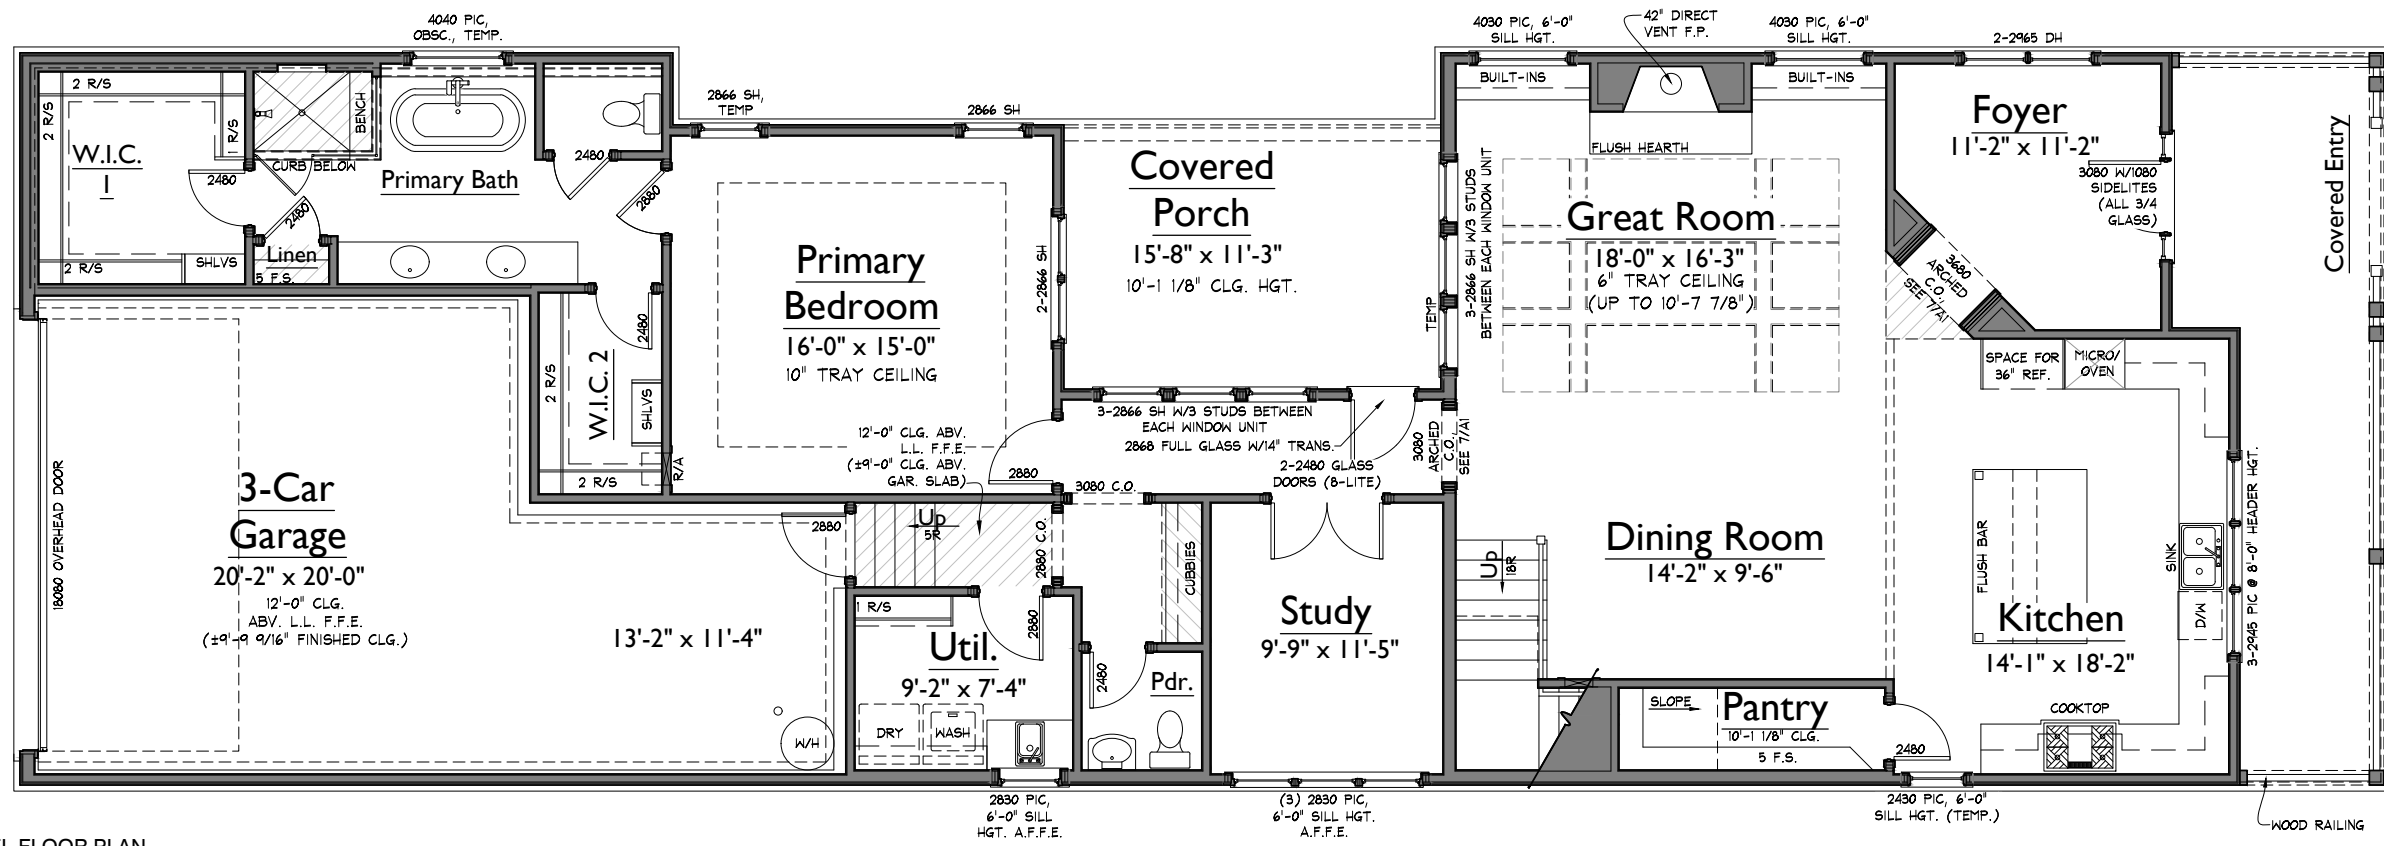 4040 PIC,
OBSC., TEMP.
4030 PIC, 6'-0"
SILL HGT.
42" DIRECT
VENT F.P.
4030 PIC, 6'-0"
SILL HGT.
2-2965 DH
2 R/S
2 R/S
1 R/S
W.I.C.
1
2480
BENCH
CURB BELOW
Primary Bath
2480
2480
Linen
5 F.S.
2 R/S
SHLVS
2880
2866 SH,
TEMP
2866 SH
Primary
Bedroom
16'-0" x 15'-0"
10" TRAY CEILING
2-2866 SH
Covered
Porch
15'-8" x 11'-3"
10'-1 1/8" CLG. HGT.
TEMP
3-2866 SH W/3 STUDS
BETWEEN EACH WINDOW UNIT
BUILT-INS
BUILT-INS
FLUSH HEARTH
Great Room
18'-0" x 16'-3"
6" TRAY CEILING
(UP TO 10'-7 7/8")
Foyer
11'-2" x 11'-2"
3080 W/1080
SIDELITES
(ALL 3/4
GLASS)
Covered Entry
3680
ARCHED
C.O.,
SEE 7/A1
2480
2 R/S
W.I.C. 2
SHLVS
2 R/S
R/A
12'-0" CLG. ABV.
L.L. F.F.E.
(±9'-0" CLG. ABV.
GAR. SLAB)
2880
3-2866 SH W/3 STUDS BETWEEN
EACH WINDOW UNIT
2868 FULL GLASS W/14" TRANS.
2-2480 GLASS
DOORS (8-LITE)
3080
ARCHED
C.O.,
SEE 7/A1
3080 C.O.
SPACE FOR
36" REF.
MICRO/
OVEN
18080 OVERHEAD DOOR
3-Car
Garage
20'-2" x 20'-0"
12'-0" CLG.
ABV. L.L. F.F.E.
(±9'-9 9/16" FINISHED CLG.)
13'-2" x 11'-4"
2880
Up
5R
2880 C.O.
CUBBIES
1 R/S
2880
Util.
9'-2" x 7'-4"
DRY
WASH
W/H
2480
Pdr.
Study
9'-9" x 11'-5"
Up
18R
Dining Room
14'-2" x 9'-6"
FLUSH BAR
Kitchen
14'-1" x 18'-2"
SINK
D/W
3-2945 PIC @ 8'-0" HEADER HGT.
SLOPE
Pantry
10'-1 1/8" CLG.
5 F.S.
2480
COOKTOP
2830 PIC,
6'-0" SILL
HGT. A.F.F.E.
(3) 2830 PIC,
6'-0" SILL HGT.
A.F.F.E.
2430 PIC, 6'-0"
SILL HGT. (TEMP.)
WOOD RAILING
FLOOR PLAN